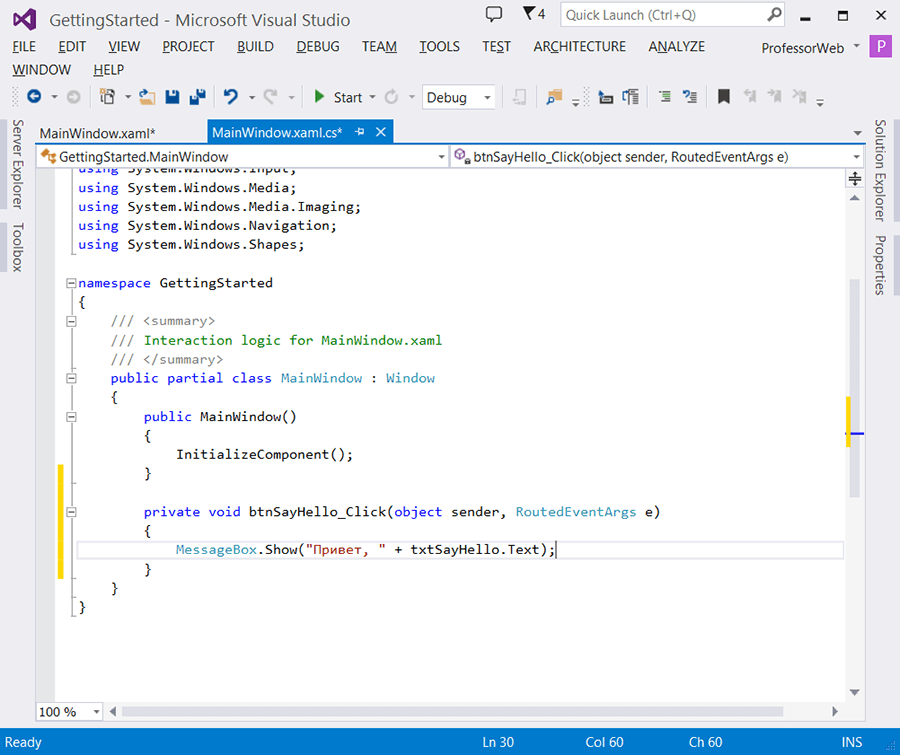 GettingStarted - Microsoft Visual Studio
4
Quick Launch (Ctrl+Q)
FILE EDIT VIEW PROJECT BUILD DEBUG TEAM TOOLS TEST ARCHITECTURE ANALYZE
ProfessorWeb
P
WINDOW HELP
Start
Debug
Server Explorer
Toolbox
MainWindow.xaml*
MainWindow.xaml.cs*
GettingStarted.MainWindow
btnSayHello_Click(object sender, RoutedEventArgs e)
using System.Windows.Input;
using System.Windows.Media;
using System.Windows.Media.Imaging;
using System.Windows.Navigation;
using System.Windows.Shapes;
namespace GettingStarted
{
/// <summary>
/// Interaction logic for MainWindow.xaml
/// </summary>
public partial class MainWindow : Window
{
public MainWindow()
{
InitializeComponent();
}
private void btnSayHello_Click(object sender, RoutedEventArgs e)
{
MessageBox.Show("Привет, " + txtSayHello.Text);
}
}
}
Solution Explorer
Properties
100 %
Ready
Ln 30
Col 60
Ch 60
INS